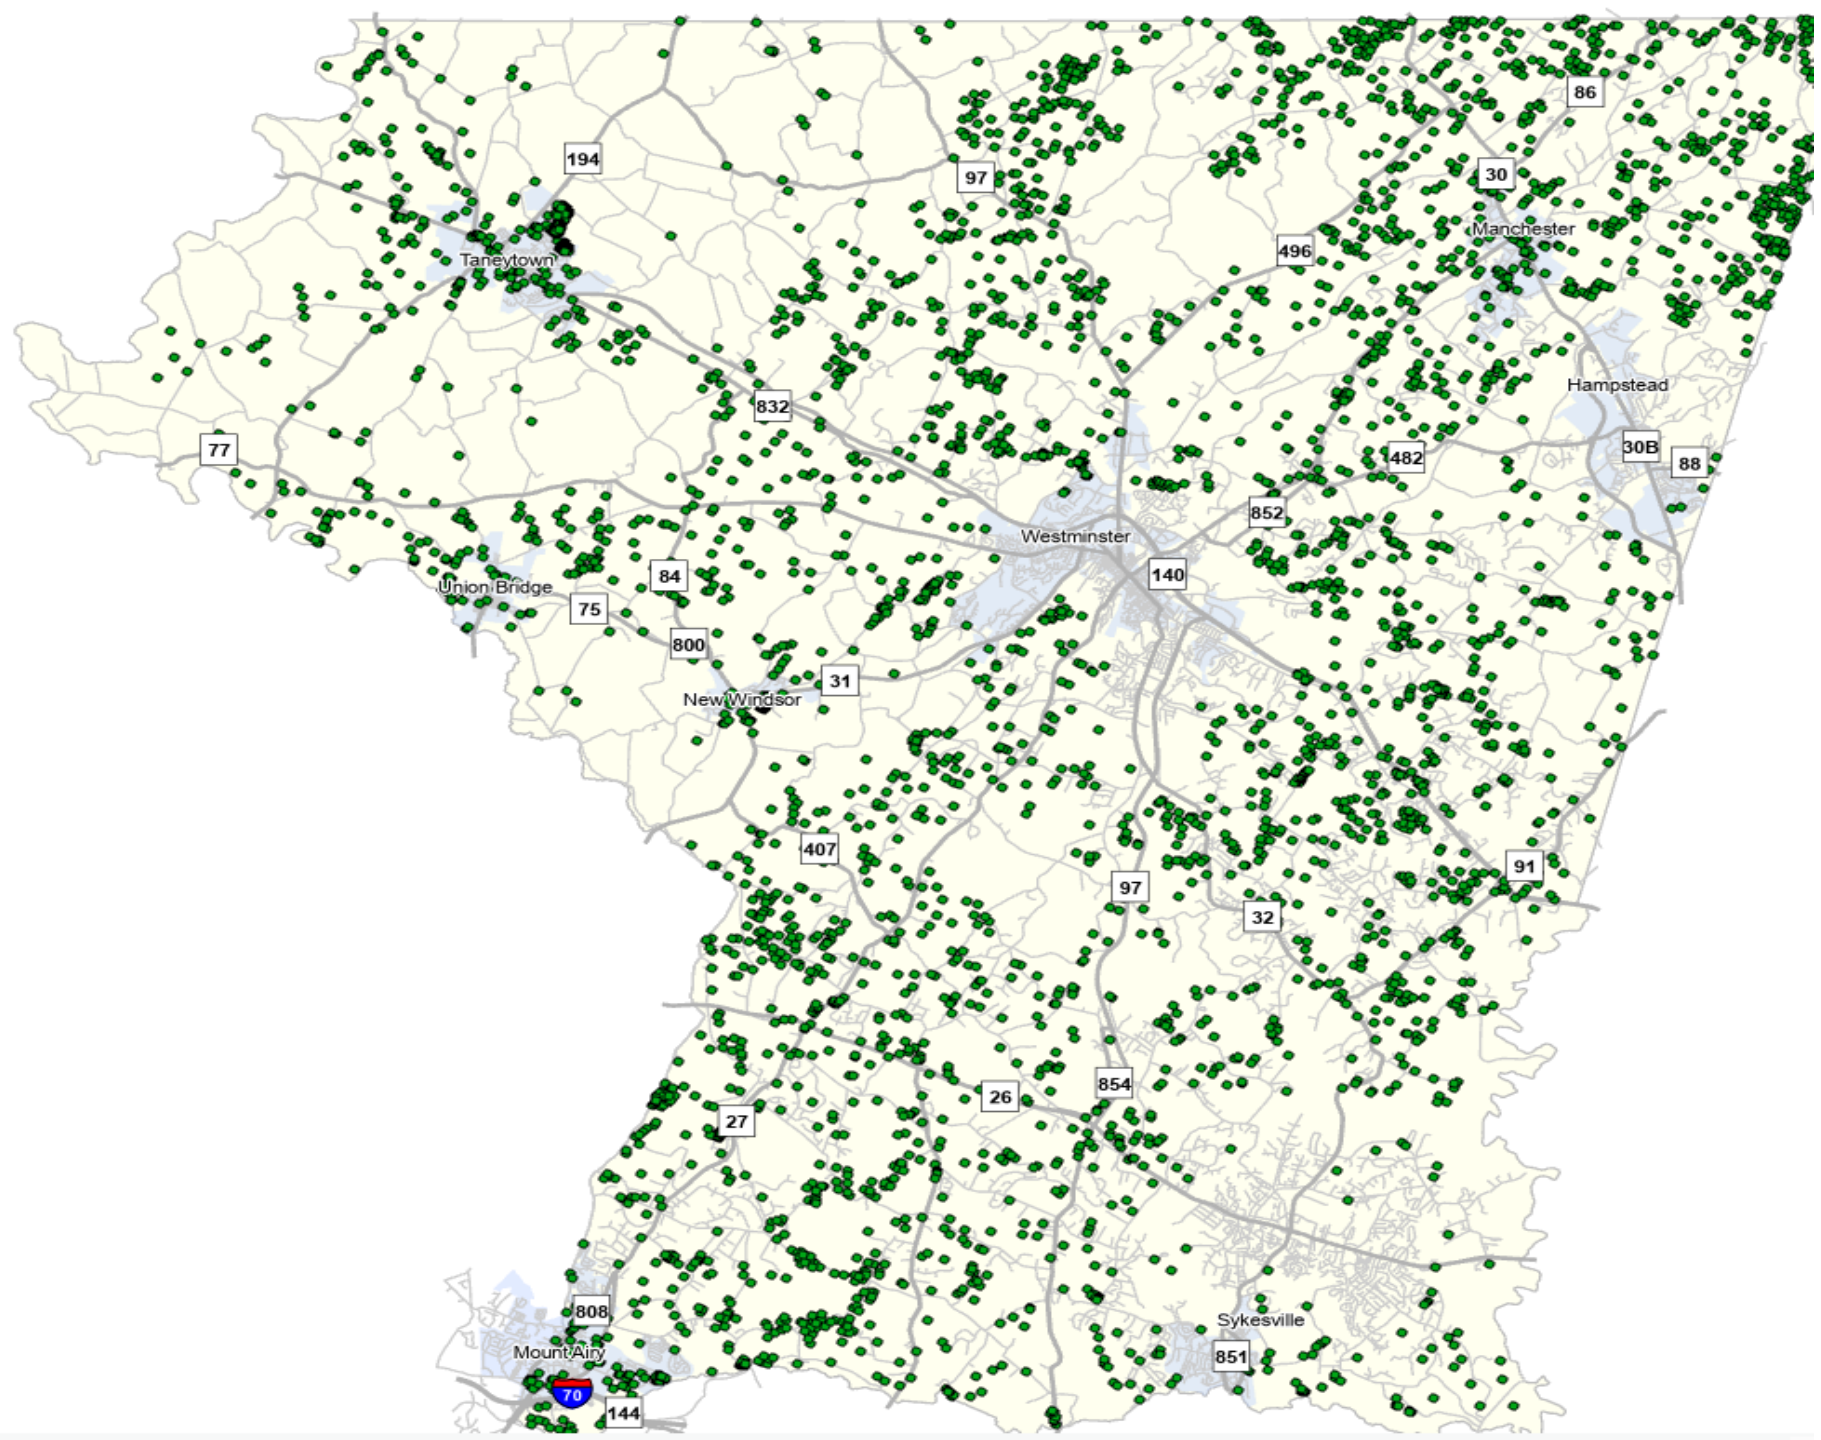 86
194
30
97
Manchester
496
Taneytown
Hampstead
832
30B
77
482
88
852
Westminster
140
84
Union Bridge
75
800
31
New Windsor
407
91
97
32
854
26
27
808
Sykesville
Mount Airy
851
70
144